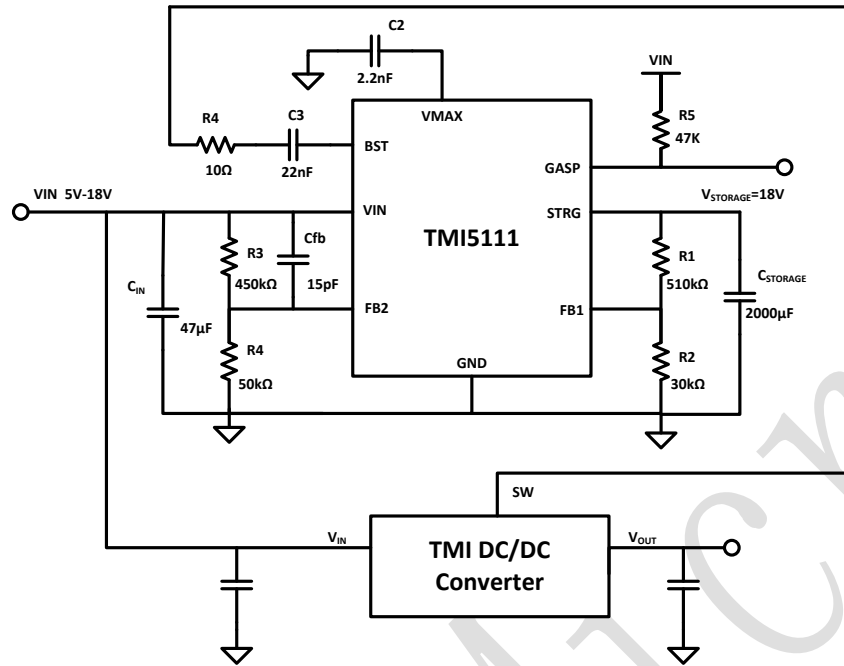 C2
2.2nF
VIN
VMAX
R4
C3
BST
R5
47K
10Ω
22nF
GASP
VIN 5V-18V
VSTORAGE=18V
VIN
STRG
TMI5111
R3
450kΩ
Cfb
15pF
R1
510kΩ
CIN
CSTORAGE
47μF
FB2
FB1
2000μF
R4
50kΩ
R2
30kΩ
GND
SW
VIN
TMI DC/DC
Converter
VOUT
Micr